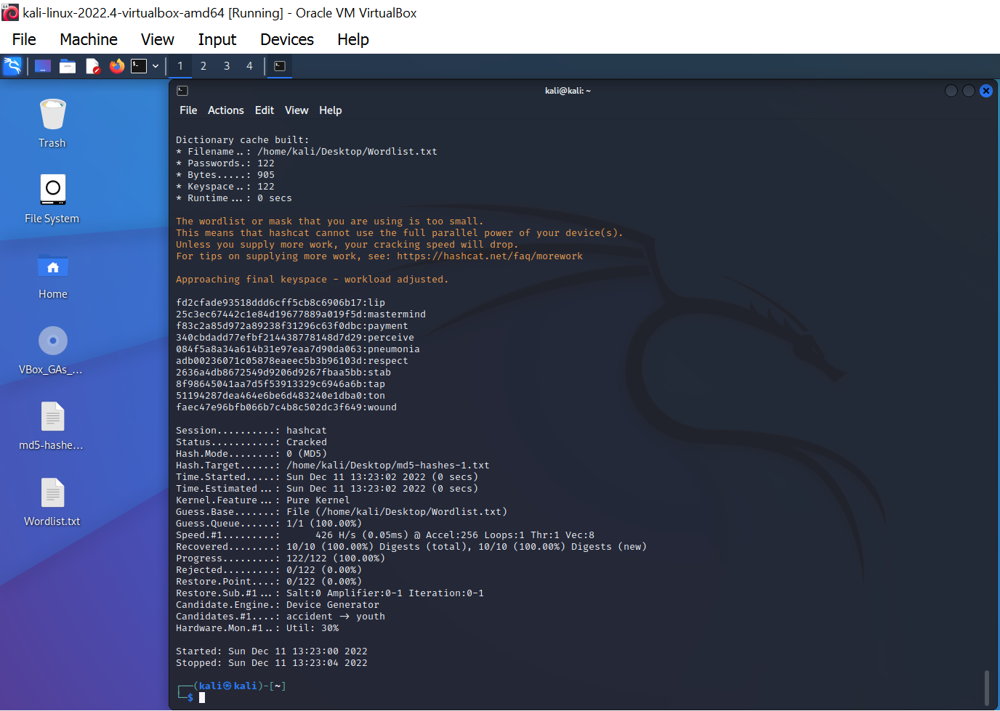 kali-linux-2022.4-virtualbox-amd64 [Running] - Oracle VM VirtualBox
File Machine View Input Devices Help
1 2 3 4
kali@kali: ~
File Actions Edit View Help
Trash
File System
Home
VBox_GAs_...
md5-hashe...
Wordlist.txt
Dictionary cache built:
* Filename..: /home/kali/Desktop/Wordlist.txt
* Passwords.: 122
* Bytes.....: 905
* Keyspace..: 122
* Runtime...: 0 secs
The wordlist or mask that you are using is too small.
This means that hashcat cannot use the full parallel power of your device(s).
Unless you supply more work, your cracking speed will drop.
For tips on supplying more work, see: https://hashcat.net/faq/morework
Approaching final keyspace - workload adjusted.
fd2cfade93518ddd6cff5cb8c6906b17:lip
25c3ec67442c1e84d19677889a019f5d:mastermind
f83c2a85d972a89238f31296c63f0dbc:payment
340cbdadd77efbf214438778148d7d29:perceive
084f5a8a34a614b31e97eaa7d90da063:pneumonia
adb00236071c05878eaeec5b3b96103d:respect
2636a4db8672549d9206d9267fbaa5bb:stab
8f98645041aa7d5f53913329c6946a6b:tap
51194287dea464e6be6d483240e1dba0:ton
faec47e96bfb066b7c4b8c502dc3f649:wound
Session..........: hashcat
Status...........: Cracked
Hash.Mode........: 0 (MD5)
Hash.Target......: /home/kali/Desktop/md5-hashes-1.txt
Time.Started.....: Sun Dec 11 13:23:02 2022 (0 secs)
Time.Estimated...: Sun Dec 11 13:23:02 2022 (0 secs)
Kernel.Feature...: Pure Kernel
Guess.Base.......: File (/home/kali/Desktop/Wordlist.txt)
Guess.Queue......: 1/1 (100.00%)
Speed.#1.........: 426 H/s (0.05ms) @ Accel:256 Loops:1 Thr:1 Vec:8
Recovered........: 10/10 (100.00%) Digests (total), 10/10 (100.00%) Digests (new)
Progress.........: 122/122 (100.00%)
Rejected.........: 0/122 (0.00%)
Restore.Point....: 0/122 (0.00%)
Restore.Sub.#1...: Salt:0 Amplifier:0-1 Iteration:0-1
Candidate.Engine.: Device Generator
Candidates.#1....: accident -> youth
Hardware.Mon.#1..: Util: 30%
Started: Sun Dec 11 13:23:00 2022
Stopped: Sun Dec 11 13:23:04 2022
┌──(kali㉿kali)-[~]
└─$